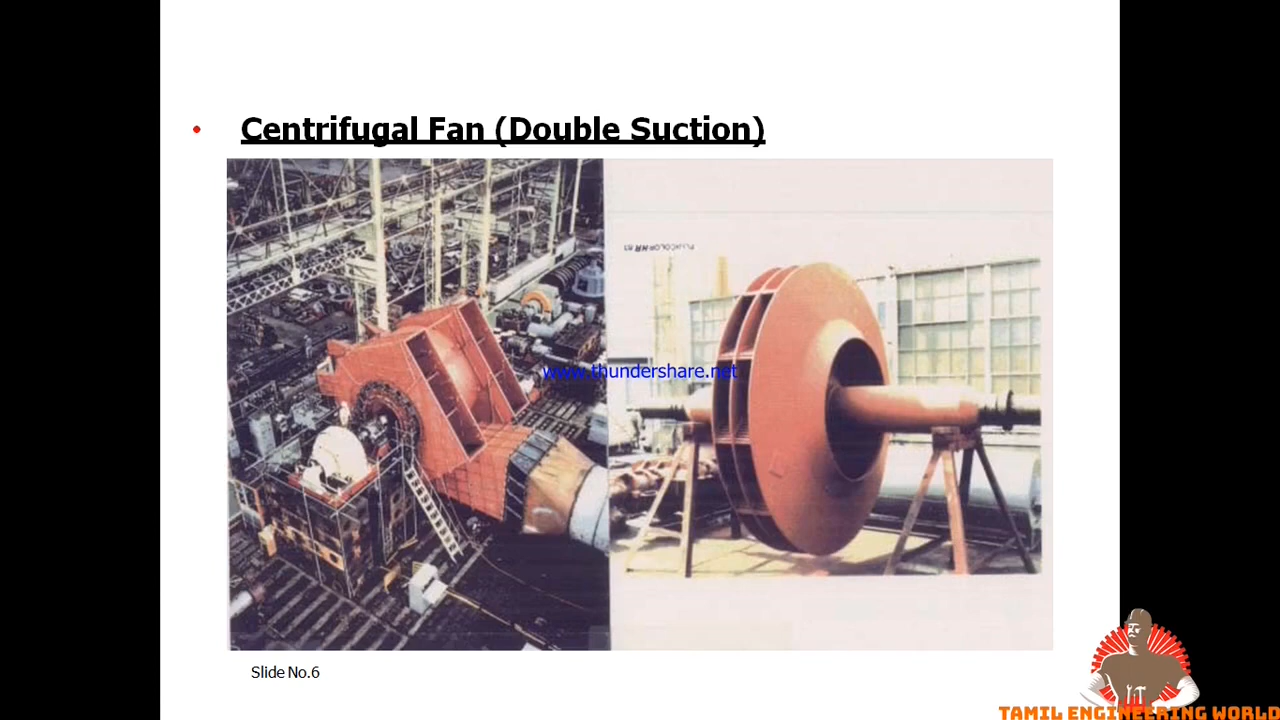 • Centrifugal Fan (Double Suction)
www.thundershare.net
Slide No.6
TAMIL ENGINEERING WORLD